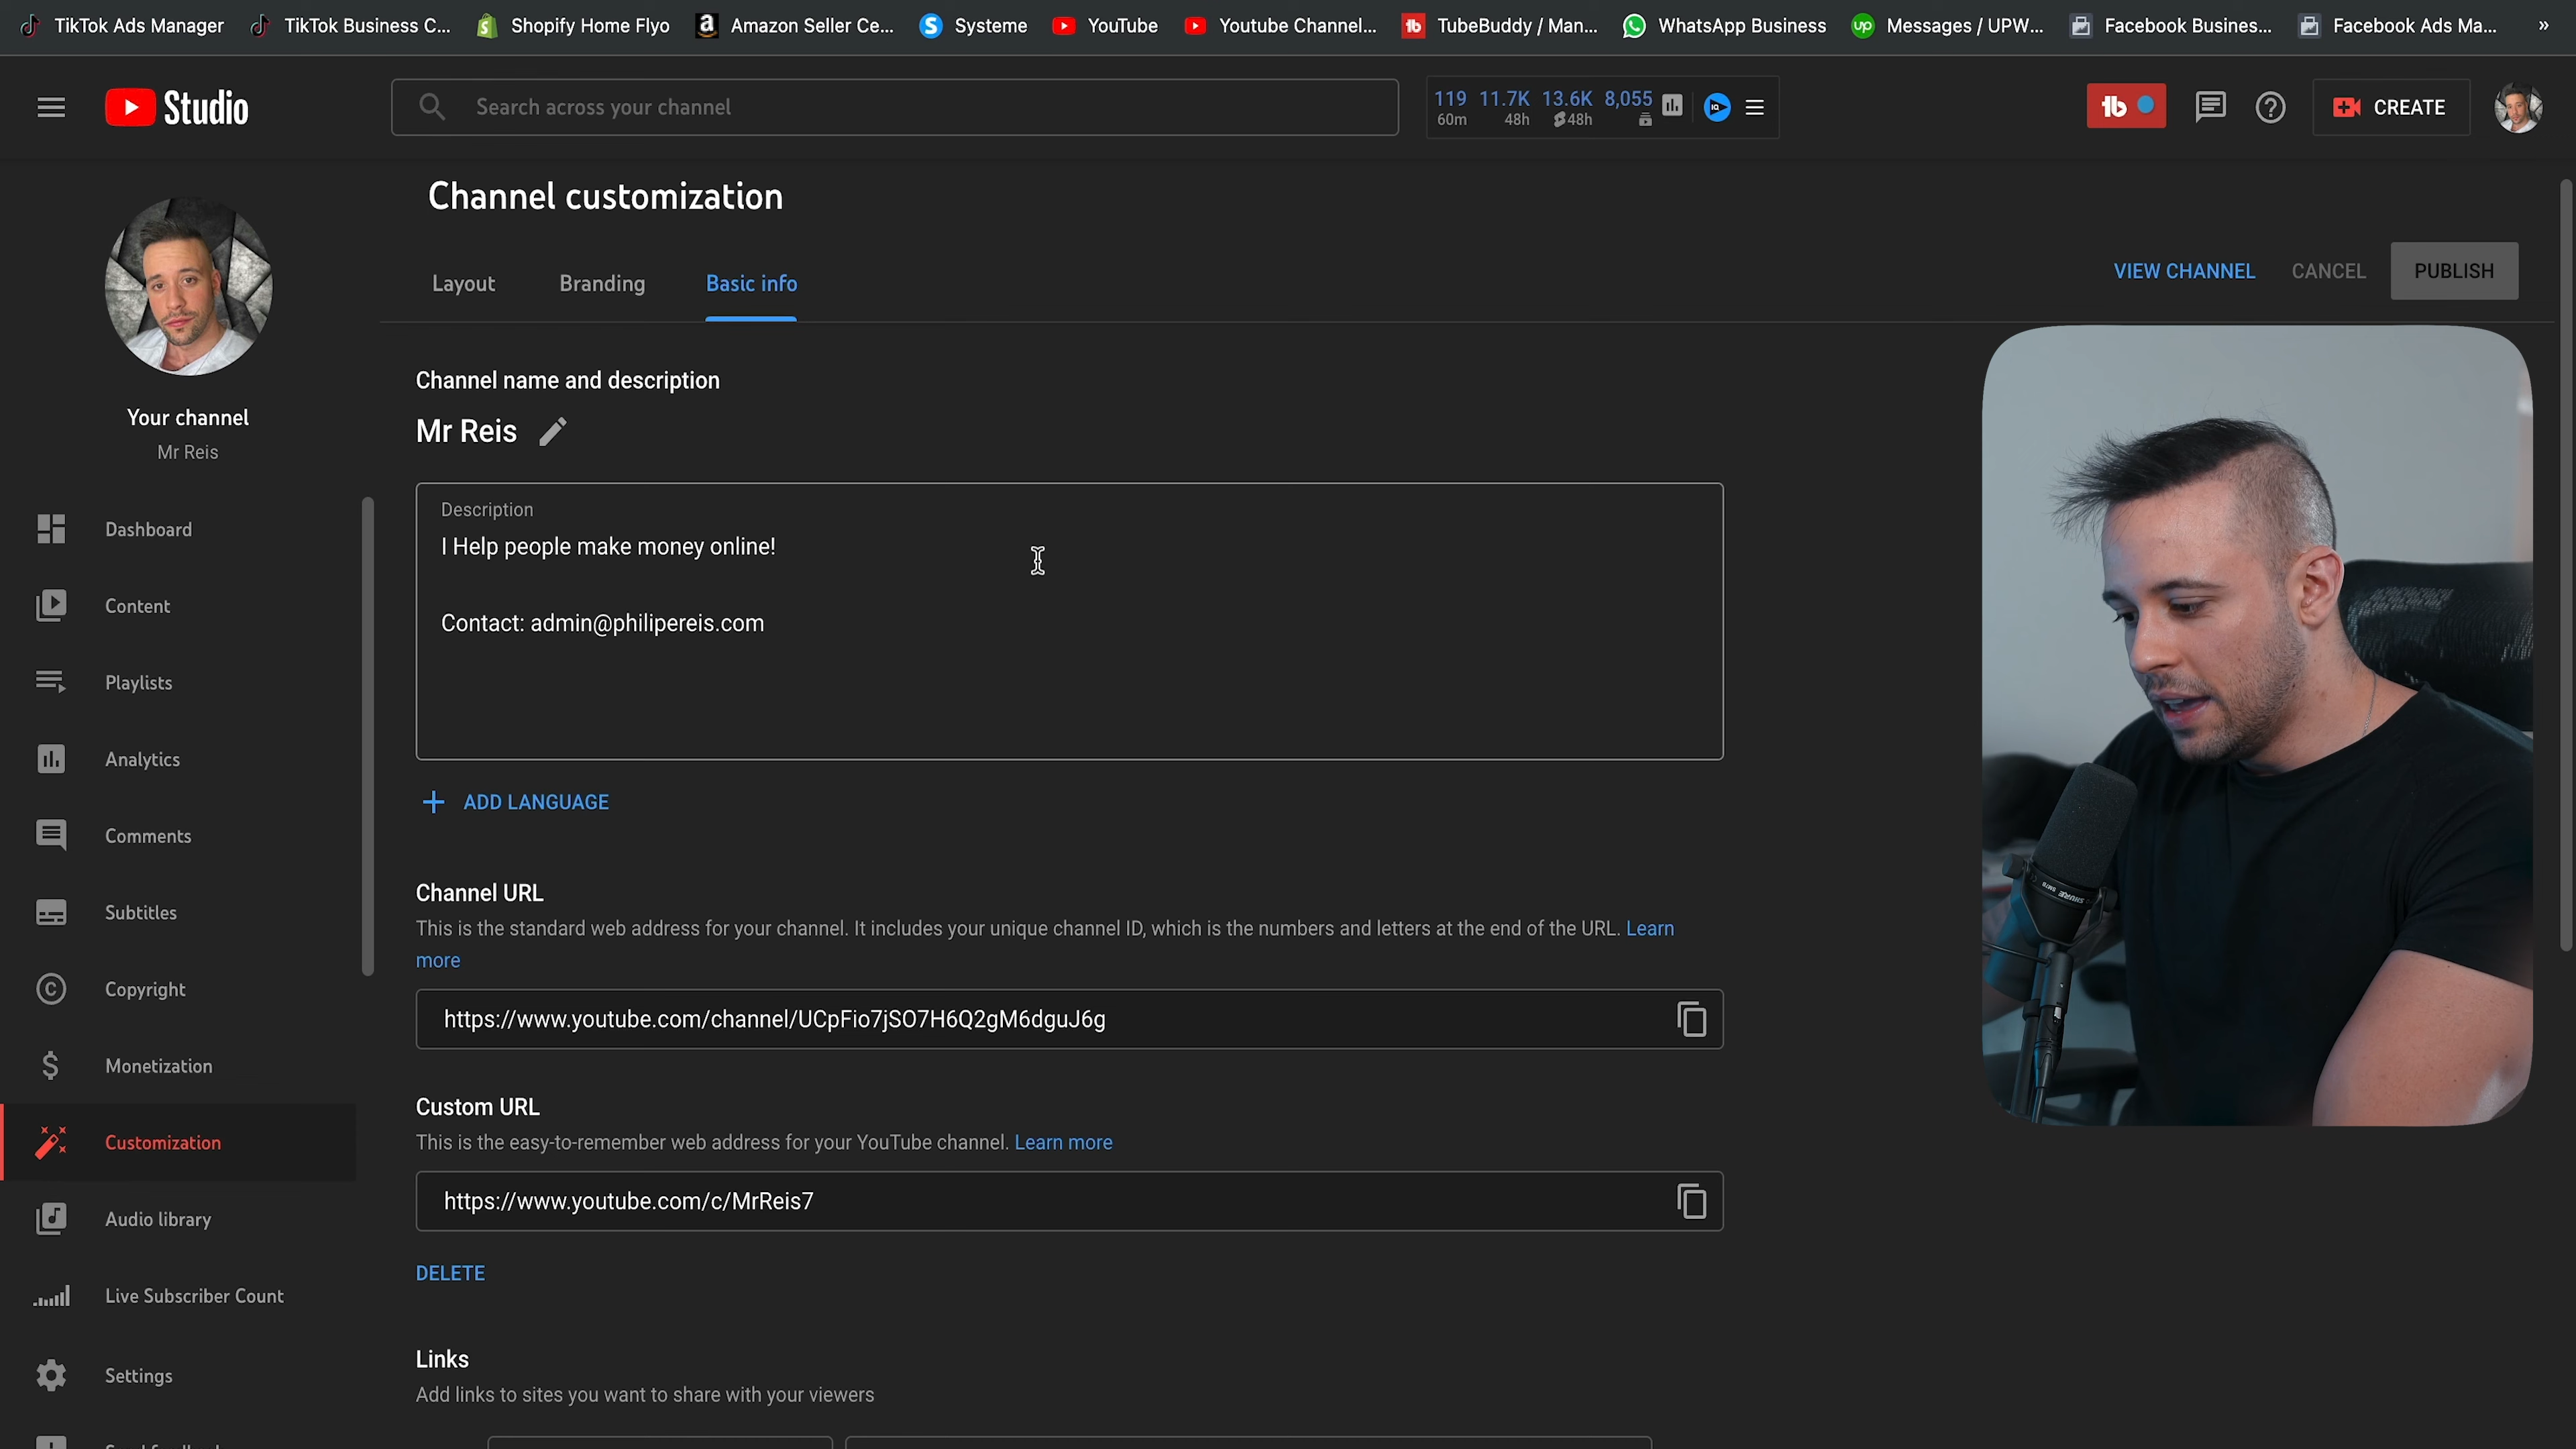 TikTok Ads Manager TikTok Business C... Shopify Home Flyo Amazon Seller Ce... Systeme YouTube Youtube Channel... TubeBuddy / Man... WhatsApp Business Messages / UPW... Facebook Busines... Facebook Ads Ma... »
Studio Search across your channel 119 11.7K 13.6K 8,055 CREATE
60m 48h 48h
Channel customization
Layout Branding Basic info VIEW CHANNEL CANCEL PUBLISH
Your channel
Mr Reis
Dashboard
Content
Playlists
Analytics
Comments
Subtitles
Copyright
Monetization
Customization
Audio library
Live Subscriber Count
Settings
Channel name and description
Mr Reis
Description
I Help people make money online!
Contact: admin@philipereis.com
ADD LANGUAGE
Channel URL
This is the standard web address for your channel. It includes your unique channel ID, which is the numbers and letters at the end of the URL. Learn
more
https://www.youtube.com/channel/UCpFio7jSO7H6Q2gM6dguJ6g
Custom URL
This is the easy-to-remember web address for your YouTube channel. Learn more
https://www.youtube.com/c/MrReis7
DELETE
Links
Add links to sites you want to share with your viewers
SHURE